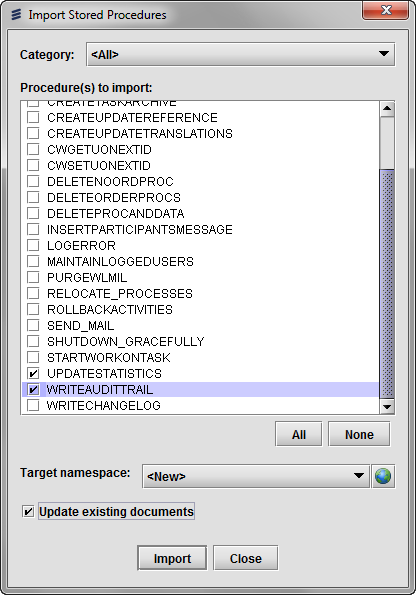 Import Stored Procedures
Category: <All>
Procedure(s) to import:
CREATETASKARCHIVE
CREATEUPDATEREFERENCE
CREATEUPDATETRANSLATIONS
CWGETUONEXTID
CWSETUONEXTID
DELETENOORDPROC
DELETEORDERPROCS
DELETEPROCANDDATA
INSERTPARTICIPANTSMESSAGE
LOGERROR
MAINTAINLOGGEDUSERS
PURGEWLMIL
RELOCATE_PROCESSES
ROLLBACKACTIVITIES
SEND_MAIL
SHUTDOWN_GRACEFULLY
STARTWORKONTASK
UPDATESTATISTICS
WRITEAUDITTRAIL
WRITECHANGELOG
All None
Target namespace: <New>
Update existing documents
Import Close